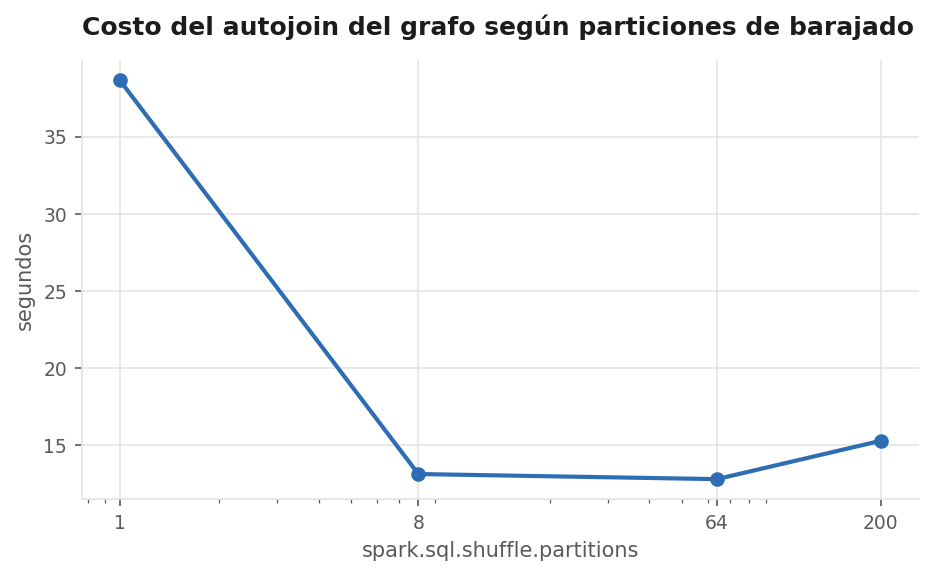 Costo del autojoin del grafo según particiones de barajado
segundos
35
30
25
20
15
1 8 64 200
spark.sql.shuffle.partitions